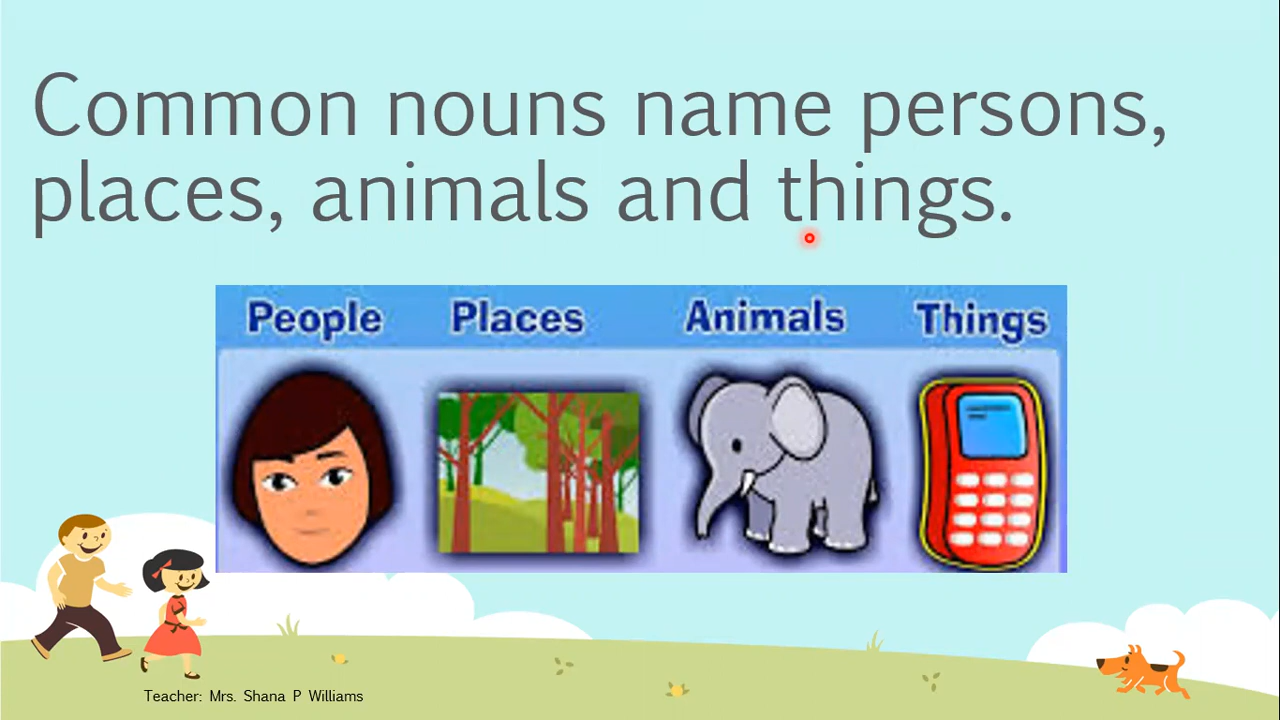 Common nouns name persons,
places, animals and things.
People Places Animals Things
Teacher: Mrs. Shana P Williams